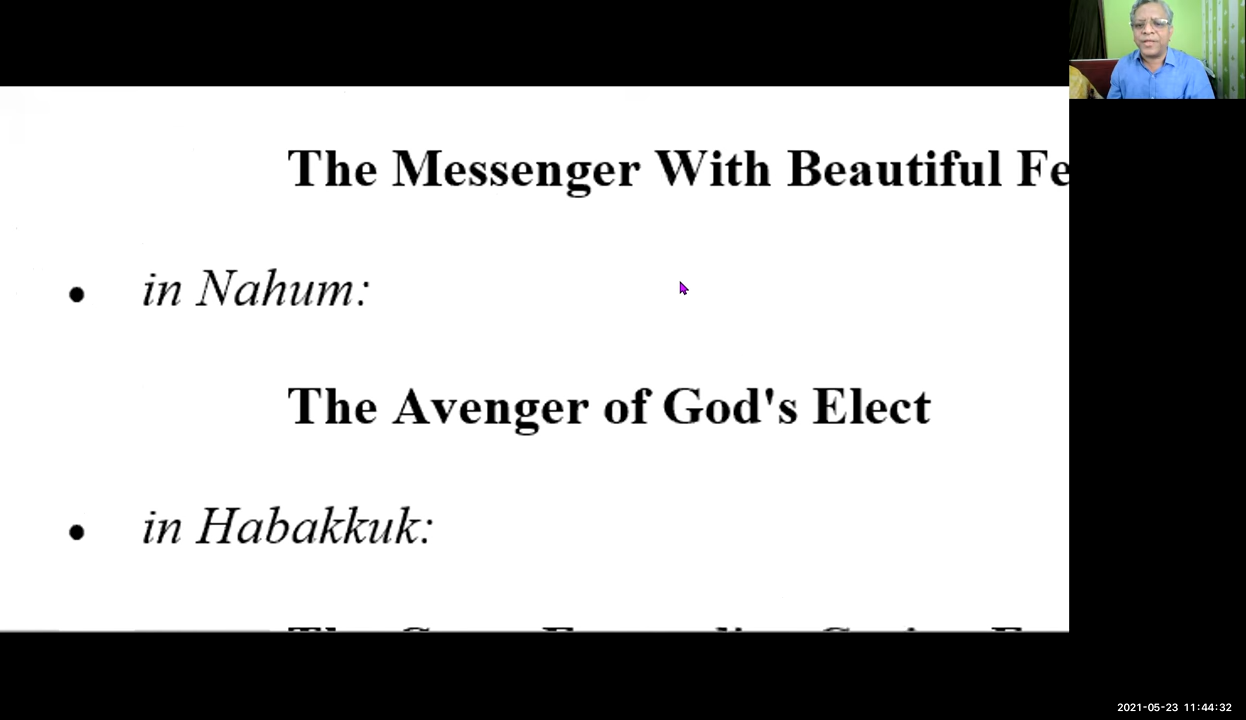 The Messenger With Beautiful Fe
• in Nahum:
The Avenger of God's Elect
• in Habakkuk:
2021-05-23 11:44:32